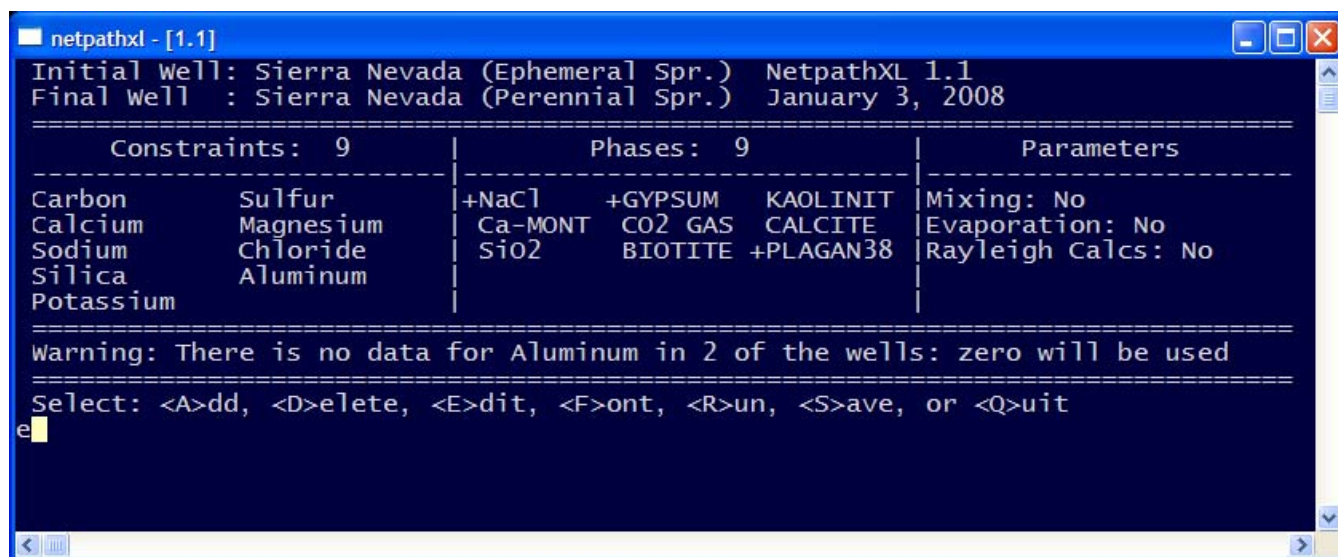 netpathxl - [1.1]
Initial Well: Sierra Nevada (Ephemeral Spr.) NetpathXL 1.1
Final Well : Sierra Nevada (Perennial Spr.) January 3, 2008
================================================================================
Constraints: 9 | Phases: 9 | Parameters
--------------------------|----------------------------|------------------------
Carbon Sulfur |+NaCl +GYPSUM KAOLINIT |Mixing: No
Calcium Magnesium | Ca-MONT CO2 GAS CALCITE |Evaporation: No
Sodium Chloride | SiO2 BIOTITE +PLAGAN38 |Rayleigh Calcs: No
Silica Aluminum | |
Potassium | |
================================================================================
Warning: There is no data for Aluminum in 2 of the wells: zero will be used
================================================================================
Select: <A>dd, <D>elete, <E>dit, <F>ont, <R>un, <S>ave, or <Q>uit
e